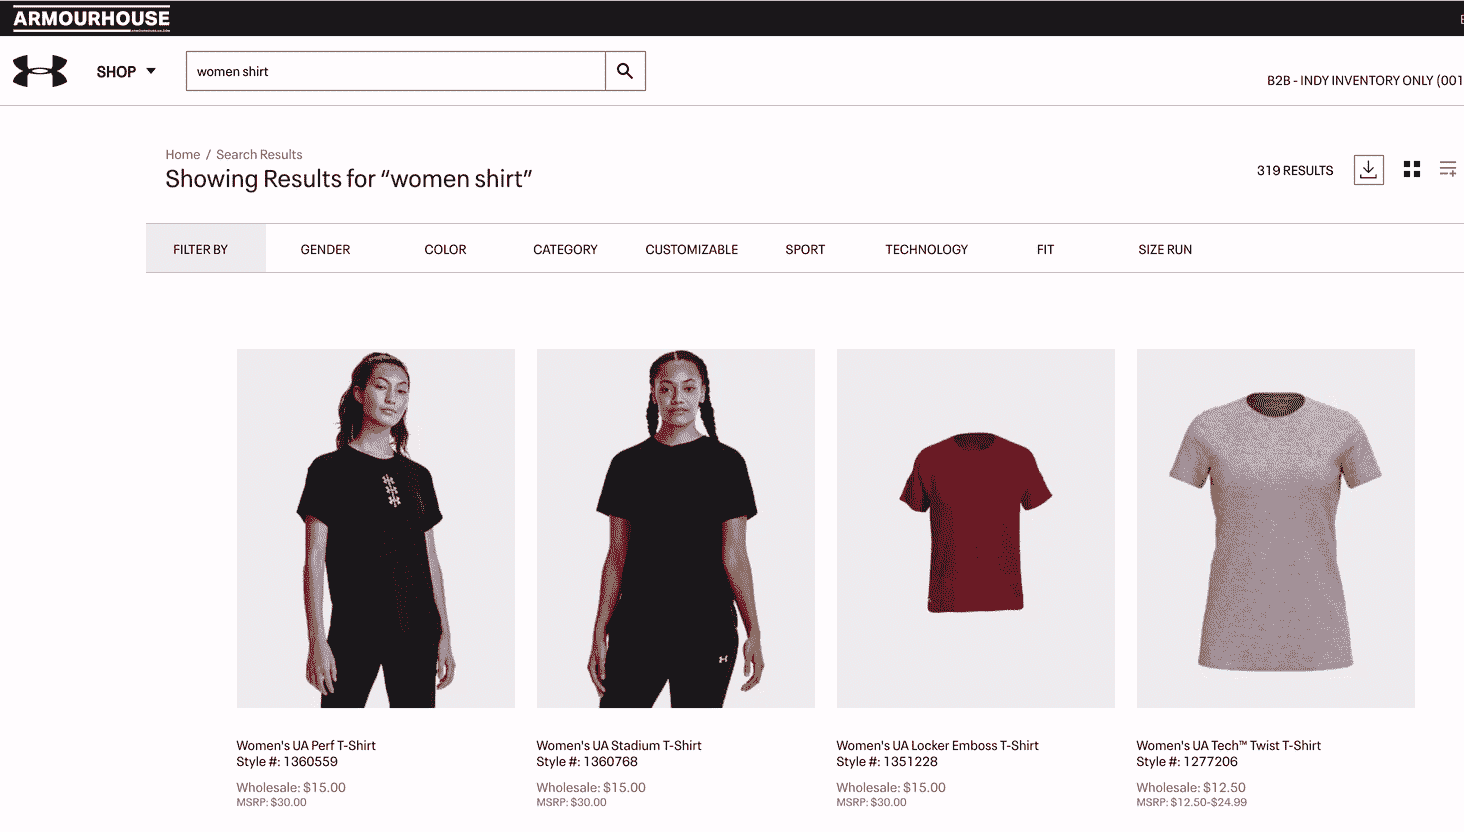 ARMOURHOUSE
SHOP
women shirt
B2B - INDY INVENTORY ONLY (001
Home / Search Results
Showing Results for “women shirt”
319 RESULTS
FILTER BY GENDER COLOR CATEGORY CUSTOMIZABLE SPORT TECHNOLOGY FIT SIZE RUN
Women's UA Perf T-Shirt
Style #: 1360559
Wholesale: $15.00
MSRP: $30.00
Women's UA Stadium T-Shirt
Style #: 1360768
Wholesale: $15.00
MSRP: $30.00
Women's UA Locker Emboss T-Shirt
Style #: 1351228
Wholesale: $15.00
MSRP: $30.00
Women's UA Tech™ Twist T-Shirt
Style #: 1277206
Wholesale: $12.50
MSRP: $12.50-$24.99